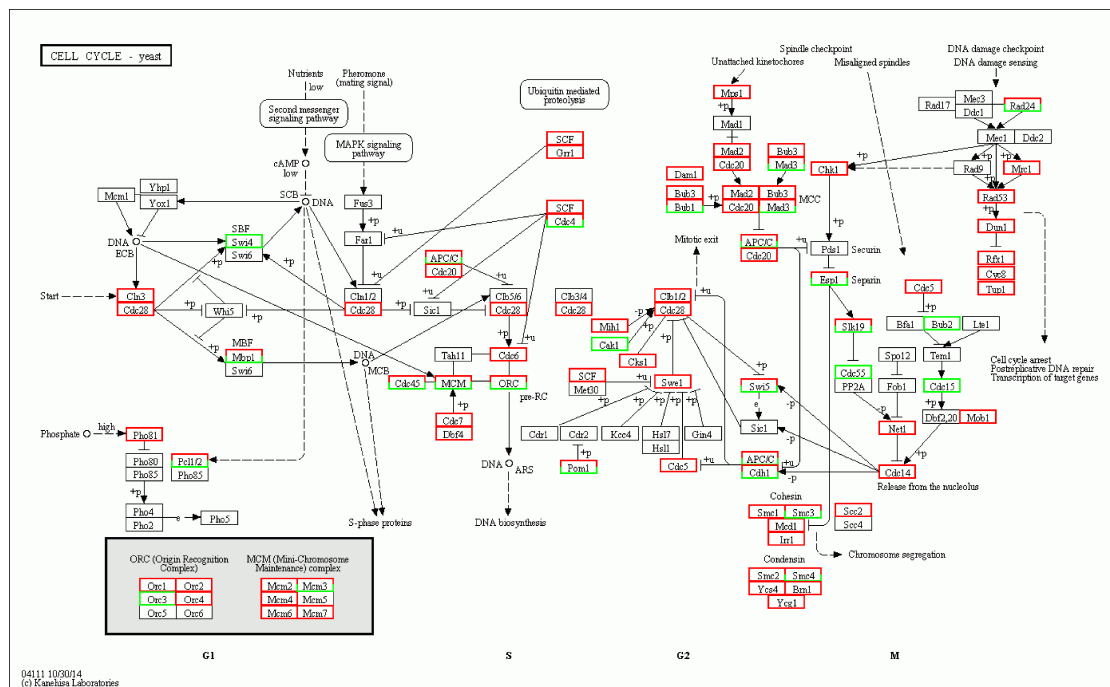 CELL CYCLE - yeast
Nutrients
low
Pheromone
(mating signal)
Second messenger
signaling pathway
MAPK signaling
pathway
cAMP
low
Ubiquitin mediated
proteolysis
SCF
Grr1
SCF
Cdc4
Mcm1
Yhp1
Yox1
SCB
DNA
Fus3
+p
Far1
DNA
ECB
SBF
Swi4
Swi6
+p
+p
+u
+u
APC/C
Cdc20
+u
Start
Cln3
Cdc28
+p
Whi5
+p
Cln1/2
Cdc28
+p
Sic1
Clb5/6
Cdc28
+p
MBF
Mbp1
Swi6
DNA
MCB
+p
+u
Tah11
Cdc6
Cdc45
MCM
ORC
pre-RC
+p
Cdc7
Dbf4
Phosphate
high
Pho81
Pho80
Pho85
Pcl1/2
Pho85
+p
Pho4
Pho2
e
Pho5
DNA
ARS
S-phase proteins
DNA biosynthesis
Spindle checkpoint
Unattached kinetochores
Misaligned spindles
DNA damage checkpoint
DNA damage sensing
Mps1
+p
Mad1
Mad2
Cdc20
Bub3
Mad3
Dam1
Bub3
Bub1
+p
Mad2
Bub3
Cdc20
Mad3
MCC
Rad17
Mec3
Ddc1
Rad24
Mec1
Ddc2
+p
Chk1
+p
+p
Rad9
Mrc1
+p
Rad53
+p
Dun1
Rfx1
Cyc8
Tup1
Mitotic exit
APC/C
Cdc20
+u
Pds1
Securin
Esp1
Separin
Clb3/4
Cdc28
Clb1/2
Cdc28
+u
-p
Mih1
+p
Cak1
Cks1
Slk19
Cdc55
PP2A
Cdc5
Bfa1
Bub2
Lte1
Tem1
Spo12
Fob1
Cdc15
+p
Dbf2,20
Mob1
Cell cycle arrest
Postreplicative DNA repair
Transcription of target genes
SCF
Met30
+u
Swe1
+p
Swi5
e
Sic1
-p
-p
-p
Net1
+p
Cdr1
Cdr2
Kcc4
Hsl7
Hsl1
Gin4
+p
Pom1
Cdc5
+u
APC/C
Cdh1
+u
-p
Cdc14
Release from the nucleolus
Cohesin
Smc1
Smc3
Mcd1
Irr1
Scc2
Scc4
Chromosome segregation
Condensin
Smc2
Smc4
Ycs4
Brn1
Ycg1
ORC (Origin Recognition
Complex)
Orc1
Orc2
Orc3
Orc4
Orc5
Orc6
MCM (Mini-Chromosome
Maintenance) complex
Mcm2
Mcm3
Mcm4
Mcm5
Mcm6
Mcm7
G1
S
G2
M
04111 10/30/14
(c) Kanehisa Laboratories